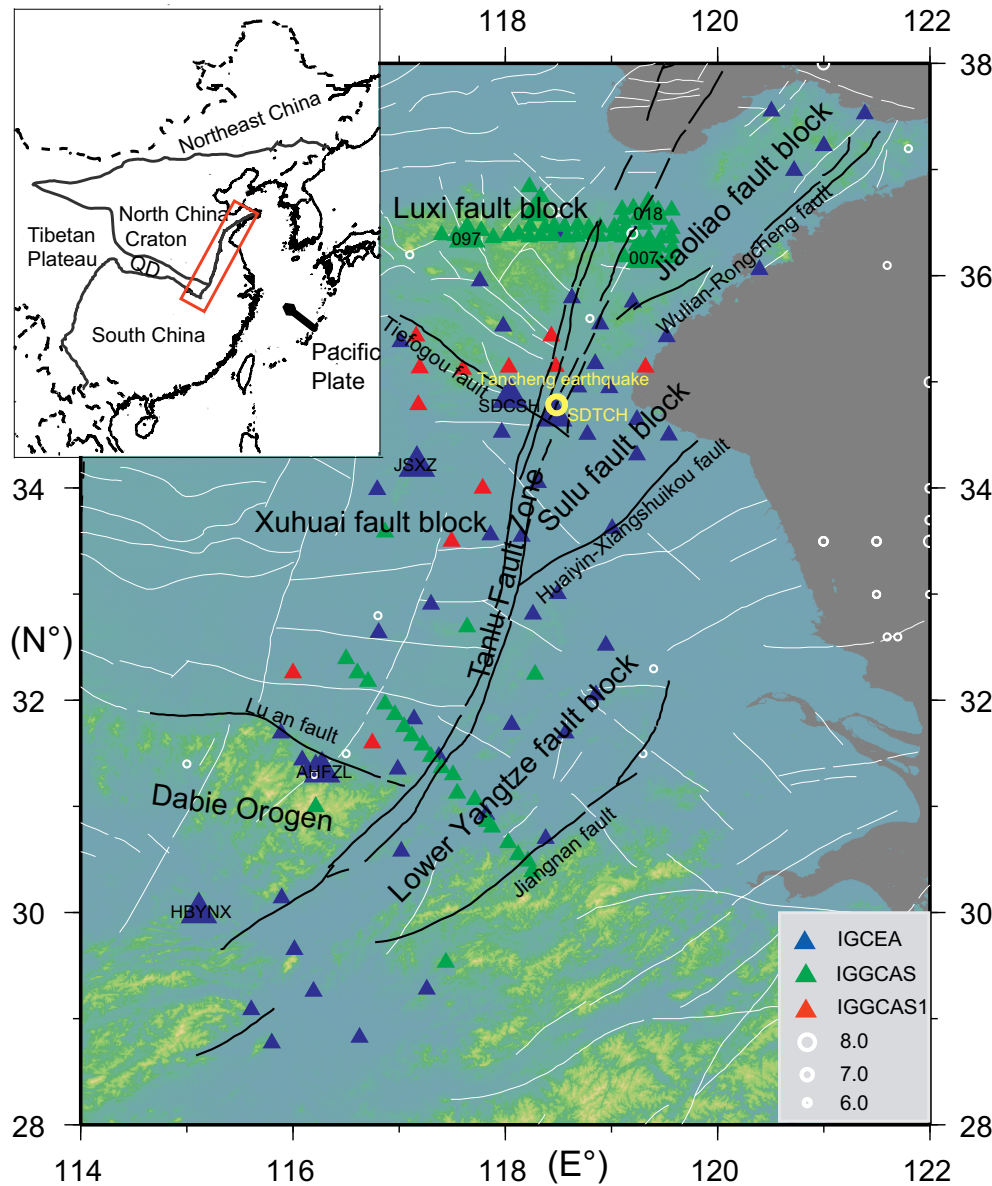 118
120
122
38
Northeast China
North China
Craton
Tibetan
Plateau
QD
South China
Pacific
Plate
Luxi fault block
018
097
007
Jiaoliao fault block
36
Wulian-Rongcheng fault
Tiefogou fault
Tancheng earthquake
SDCSH
SDTCH
Sulu fault block
JSXZ
34
34
Xuhuai fault block
Tanlu Fault Zone
Huaiyin-Xiangshuikou fault
(N°)
32
32
Lu an fault
AHFZL
Dabie Orogen
Lower Yangtze fault block
Jiangnan fault
HBYNX
30
30
IGCEA
IGGCAS
IGGCAS1
8.0
7.0
6.0
28
28
114
116
118
(E°)
120
122